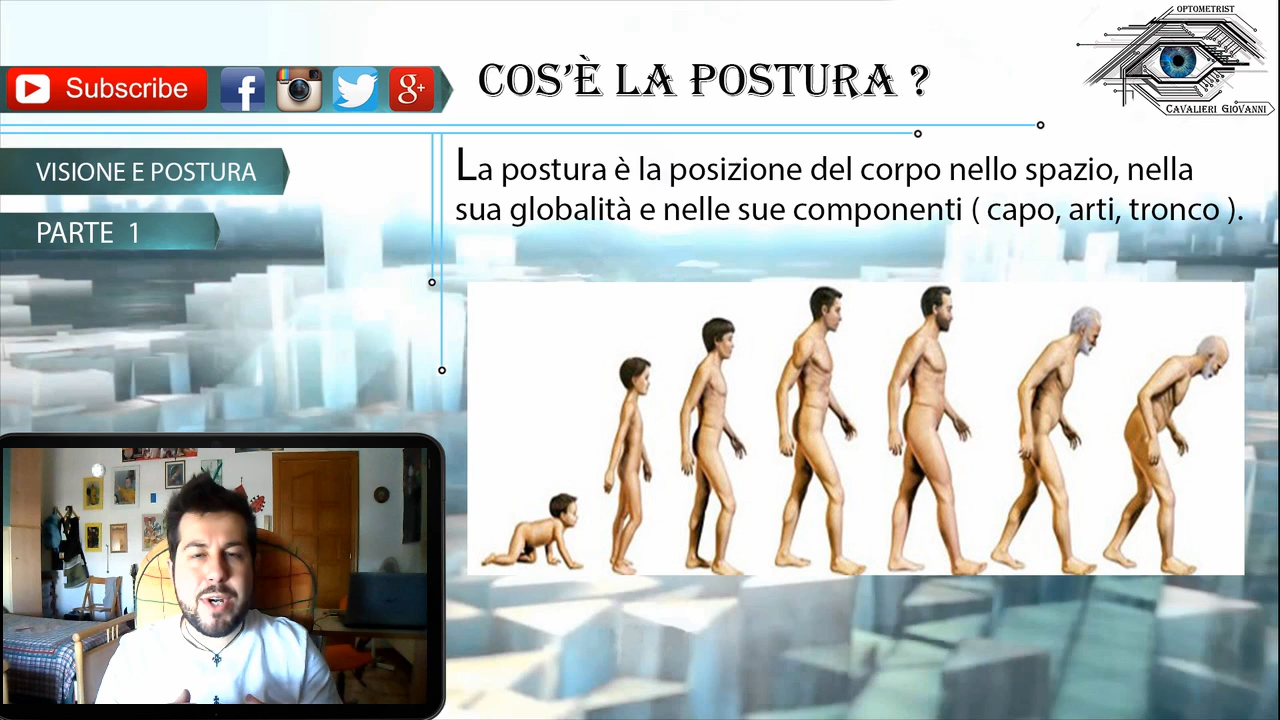 OPTOMETRIST
CAVALIERI GIOVANNI
Subscribe
f
g+
COS'È LA POSTURA ?
VISIONE E POSTURA
PARTE 1
La postura è la posizione del corpo nello spazio, nella
sua globalità e nelle sue componenti ( capo, arti, tronco ).